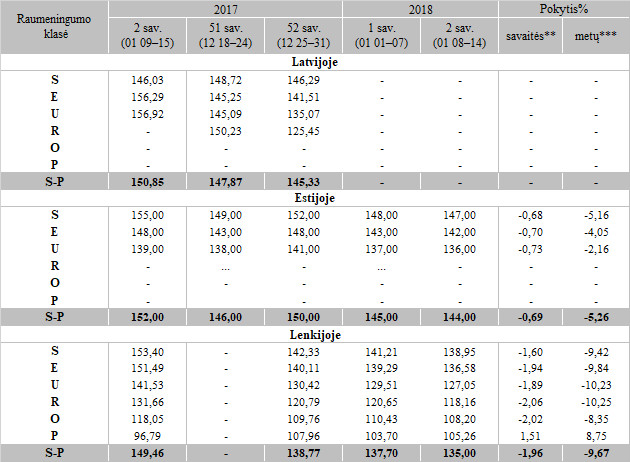 Raumeningumo klasė 2017 2018 Pokytis%
2 sav. (01 09–15) 51 sav. (12 18–24) 52 sav. (12 25–31) 1 sav. (01 01–07) 2 sav. (01 08–14) savaitės** metų***
Latvijoje
S 146,03 148,72 146,29 - - - -
E 156,29 145,25 141,51 - - - -
U 156,92 145,09 135,07 - - - -
R - 150,23 125,45 - - - -
O - - - - - - -
P - - - - - - -
S-P 150,85 147,87 145,33 - - - -
Estijoje
S 155,00 149,00 152,00 148,00 147,00 -0,68 -5,16
E 148,00 143,00 148,00 143,00 142,00 -0,70 -4,05
U 139,00 138,00 141,00 137,00 136,00 -0,73 -2,16
R - ... - ... - - -
O - - - - - - -
P - - - - - - -
S-P 152,00 146,00 150,00 145,00 144,00 -0,69 -5,26
Lenkijoje
S 153,40 - 142,33 141,21 138,95 -1,60 -9,42
E 151,49 - 140,11 139,29 136,58 -1,94 -9,84
U 141,53 - 130,42 129,51 127,05 -1,89 -10,23
R 131,66 - 120,79 120,65 118,16 -2,06 -10,25
O 118,05 - 109,76 110,43 108,20 -2,02 -8,35
P 96,79 - 107,96 103,70 105,26 1,51 8,75
S-P 149,46 - 138,77 137,70 135,00 -1,96 -9,67